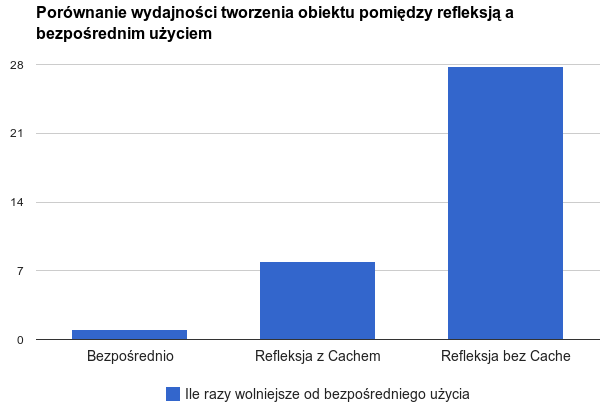 Porównanie wydajności tworzenia obiektu pomiędzy refleksją a
bezpośrednim użyciem
28
21
14
7
0
Bezpośrednio
Refleksja z Cachem
Refleksja bez Cache
Ile razy wolniejsze od bezpośredniego użycia